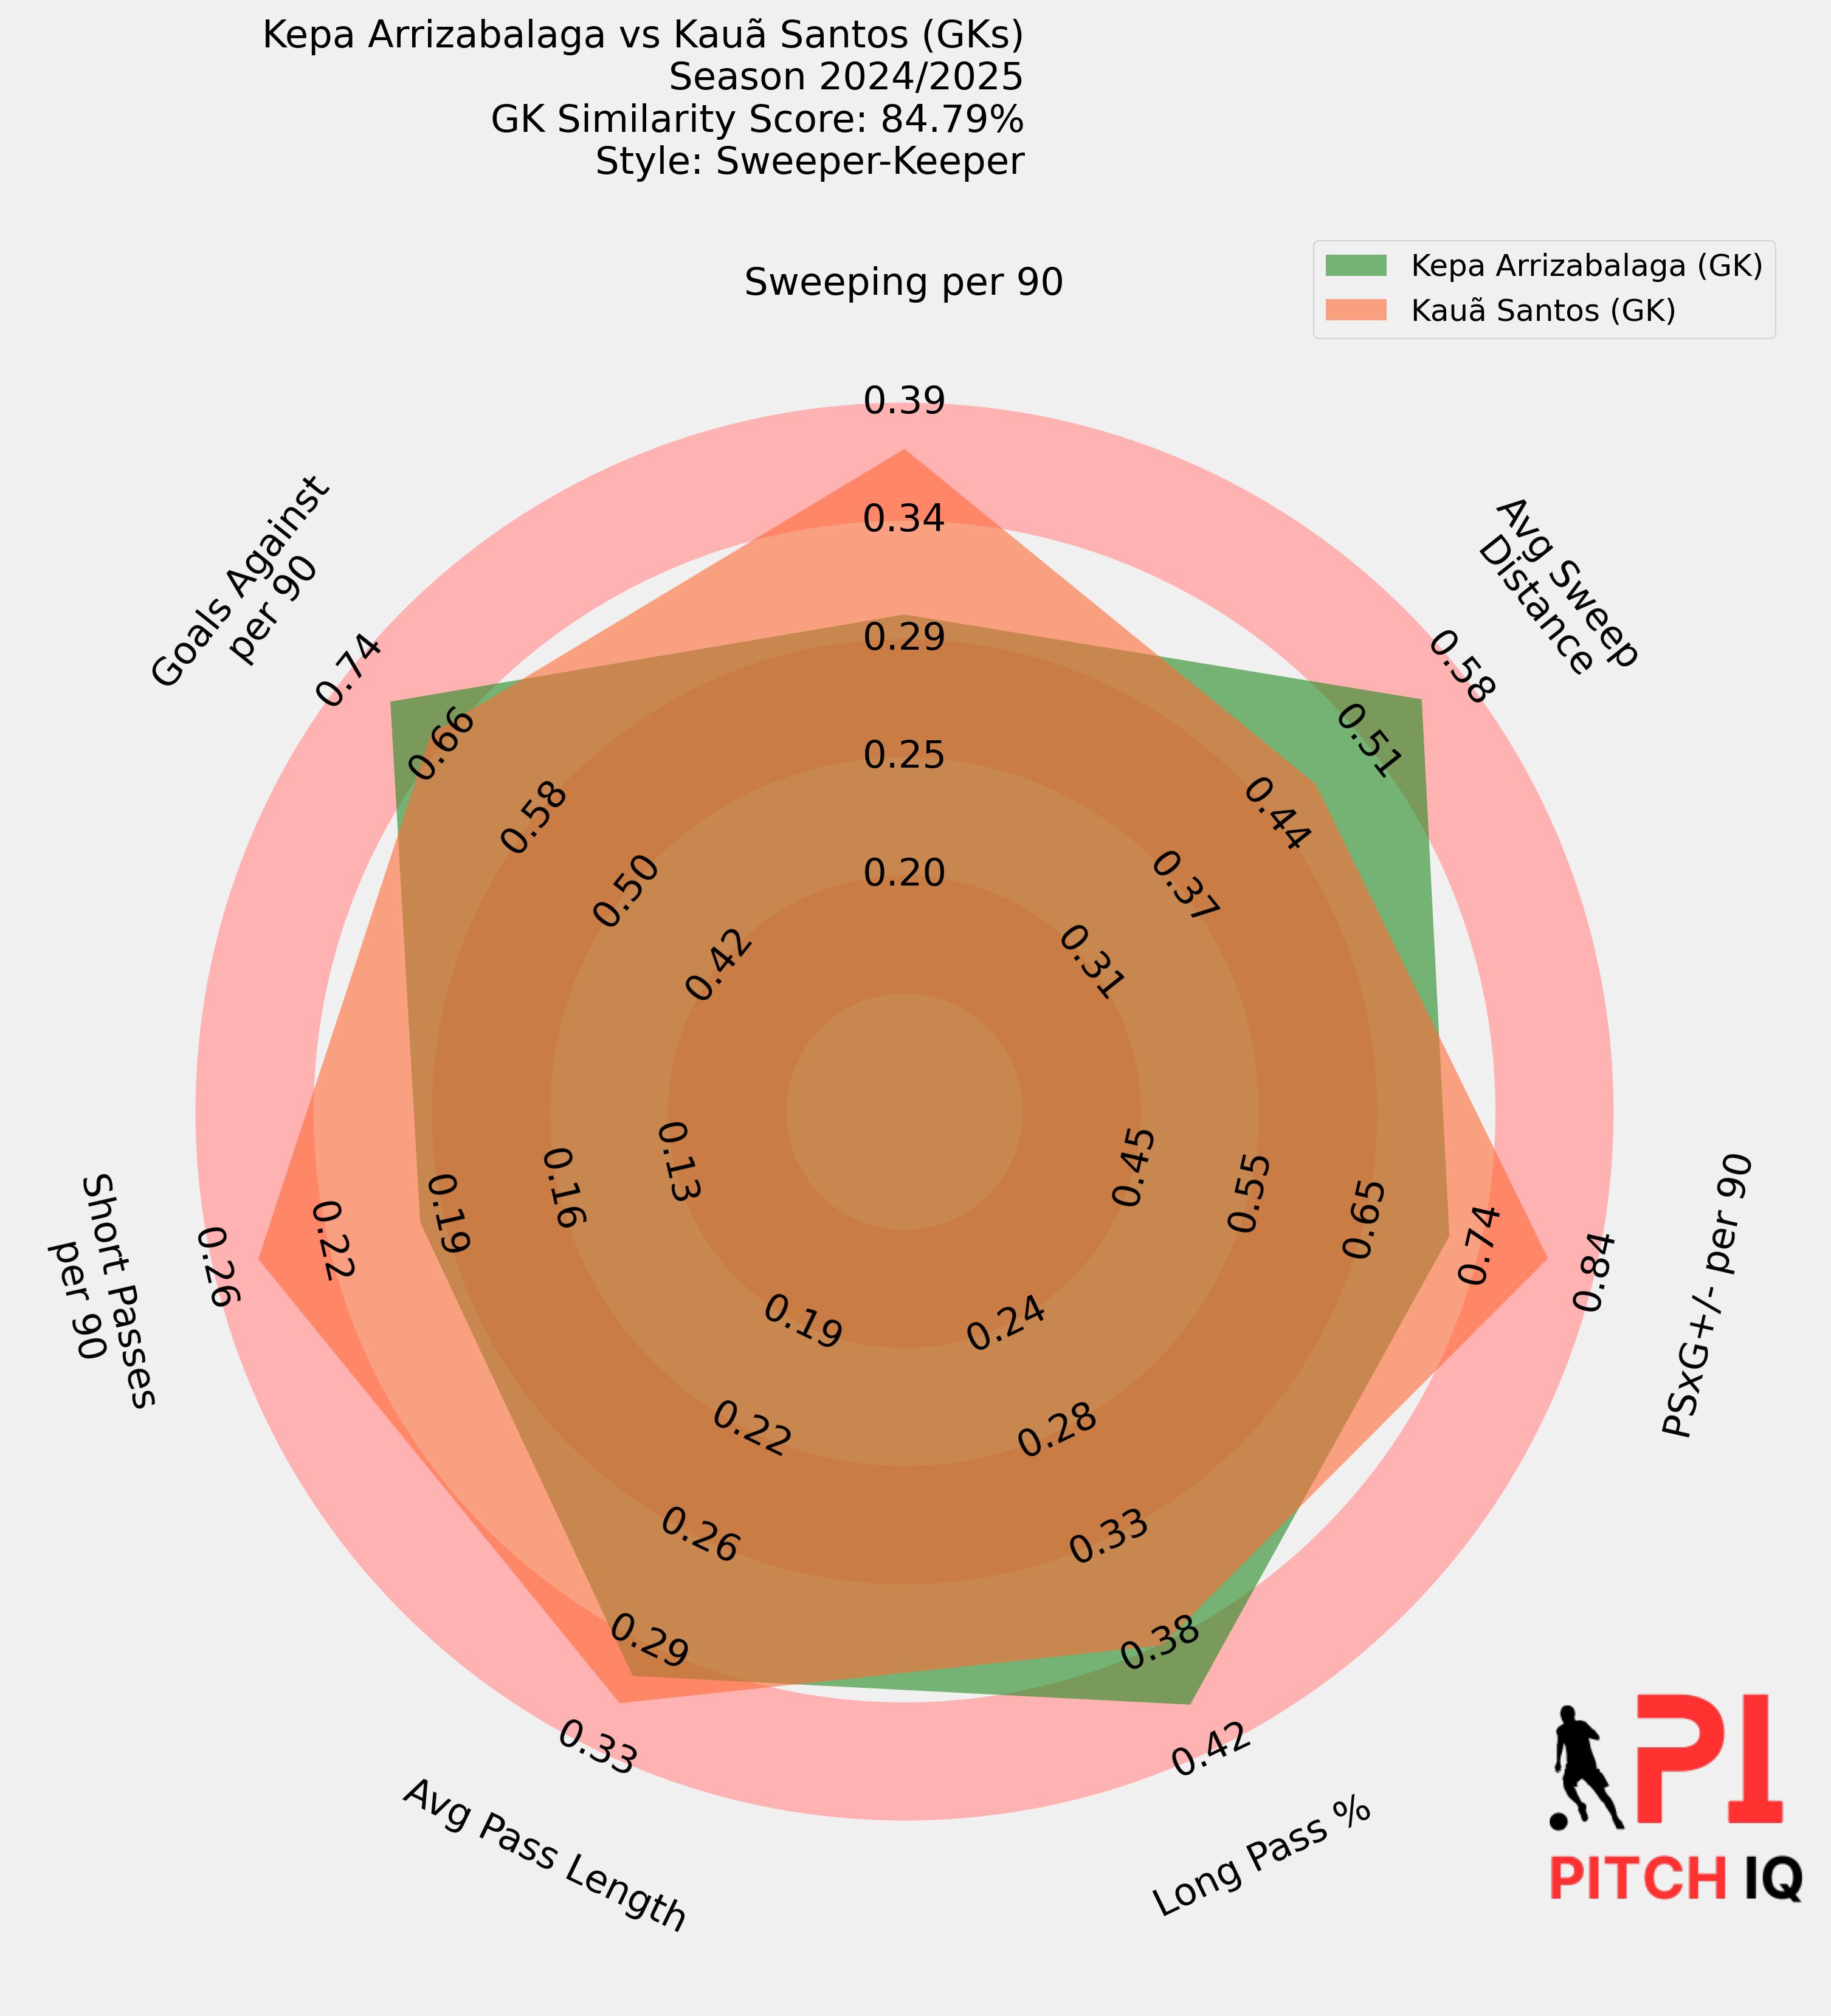 Kepa Arrizabalaga vs Kauã Santos (GKs)
Season 2024/2025
GK Similarity Score: 84.79%
Style: Sweeper-Keeper
Kepa Arrizabalaga (GK)
Kauã Santos (GK)
Sweeping per 90
0.39
0.34
0.29
0.25
0.20
Avg Sweep
Distance
0.58
0.51
0.44
0.37
0.31
PSxG+/- per 90
0.84
0.74
0.65
0.55
0.45
Long Pass %
0.42
0.38
0.33
0.28
0.24
Avg Pass Length
0.33
0.29
0.26
0.22
0.19
Short Passes
per 90
0.26
0.22
0.19
0.16
0.13
Goals Against
per 90
0.74
0.66
0.58
0.50
0.42
PI
PITCH IQ